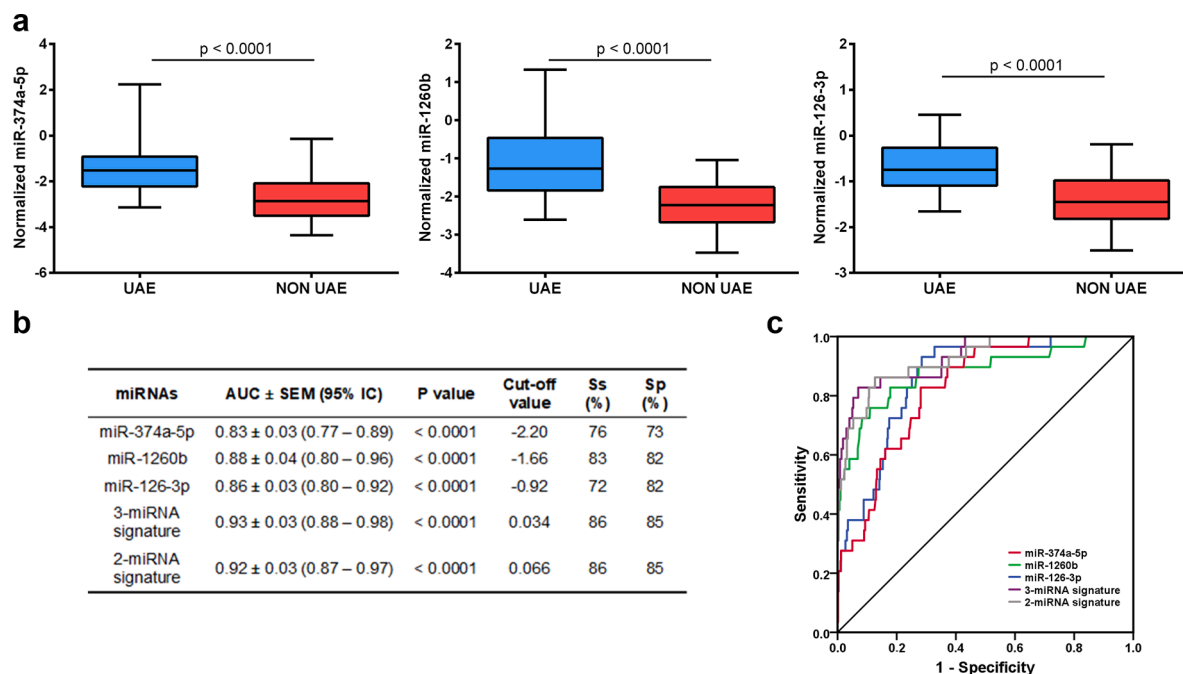 a
p < 0.0001
Normalized miR-374a-5p
4
2
0
-2
-4
-6
UAE
NON UAE
p < 0.0001
Normalized miR-1260b
2
1
0
-1
-2
-3
-4
UAE
NON UAE
p < 0.0001
Normalized miR-126-3p
2
1
0
-1
-2
-3
UAE
NON UAE
b
miRNAs AUC ± SEM (95% IC) P value Cut-off value Ss (%) Sp (%)
miR-374a-5p 0.83 ± 0.03 (0.77 – 0.89) < 0.0001 -2.20 76 73
miR-1260b 0.88 ± 0.04 (0.80 – 0.96) < 0.0001 -1.66 83 82
miR-126-3p 0.86 ± 0.03 (0.80 – 0.92) < 0.0001 -0.92 72 82
3-miRNA signature 0.93 ± 0.03 (0.88 – 0.98) < 0.0001 0.034 86 85
2-miRNA signature 0.92 ± 0.03 (0.87 – 0.97) < 0.0001 0.066 86 85
c
Sensitivity
1.0
0.8
0.6
0.4
0.2
0.0
miR-374a-5p
miR-1260b
miR-126-3p
3-miRNA signature
2-miRNA signature
0.0 0.2 0.4 0.6 0.8 1.0
1 - Specificity